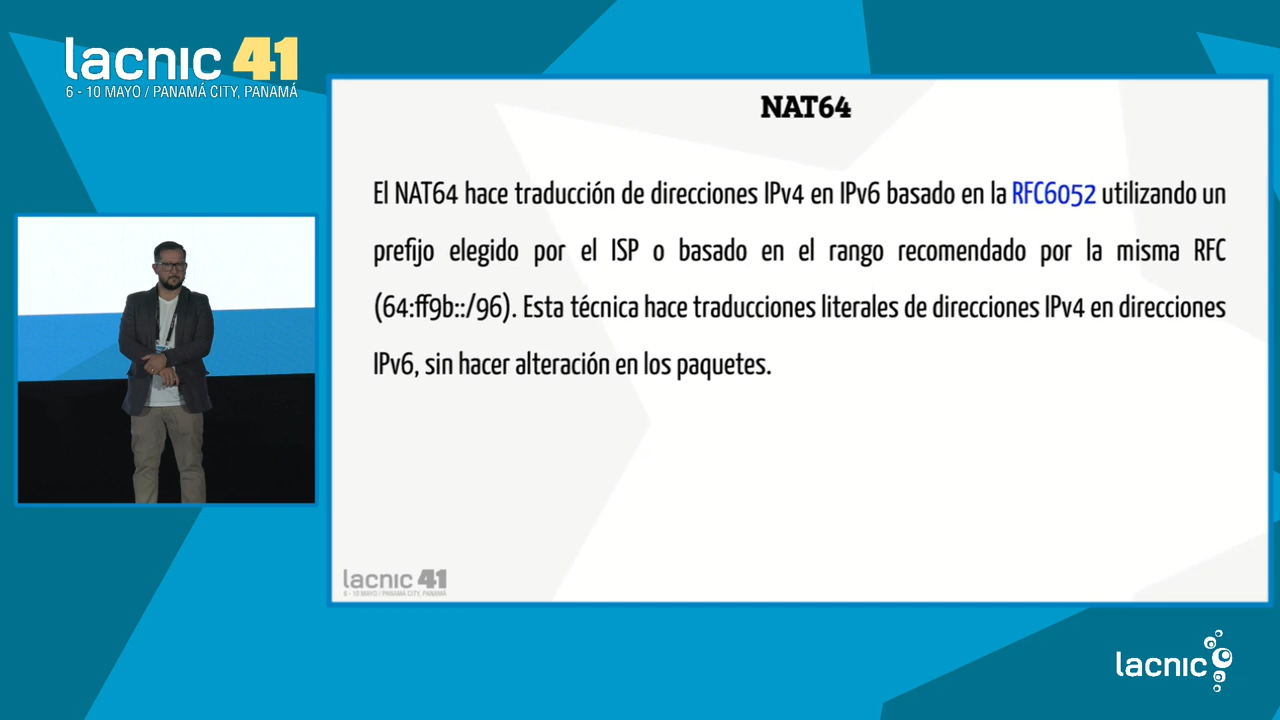 lacnic 41
6 - 10 MAYO / PANAMÁ CITY, PANAMÁ
NAT64
El NAT64 hace traducción de direcciones IPv4 en IPv6 basado en la RFC6052 utilizando un
prefijo elegido por el ISP o basado en el rango recomendado por la misma RFC
(64:ff9b::/96). Esta técnica hace traducciones literales de direcciones IPv4 en direcciones
IPv6, sin hacer alteración en los paquetes.
lacnic 41
6 - 10 MAYO / PANAMÁ CITY, PANAMÁ
lacnic